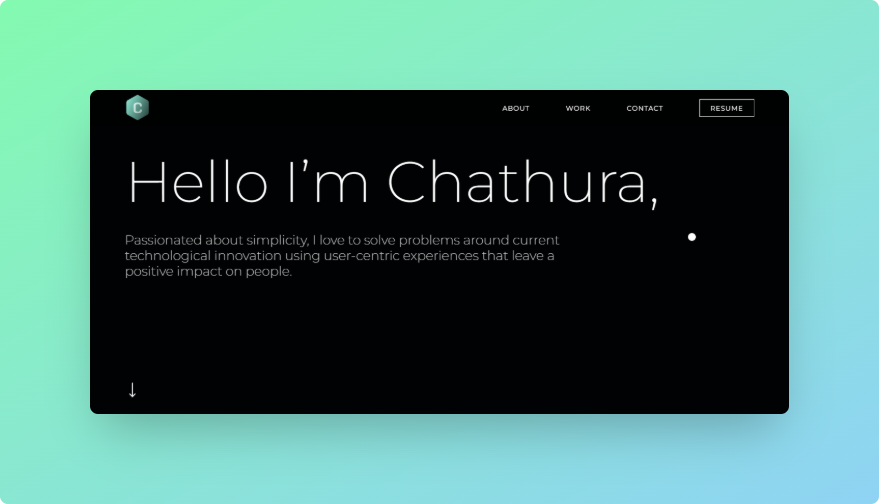 C
ABOUT WORK CONTACT RESUME
Hello I’m Chathura,
Passionated about simplicity, I love to solve problems around current
technological innovation using user-centric experiences that leave a
positive impact on people.